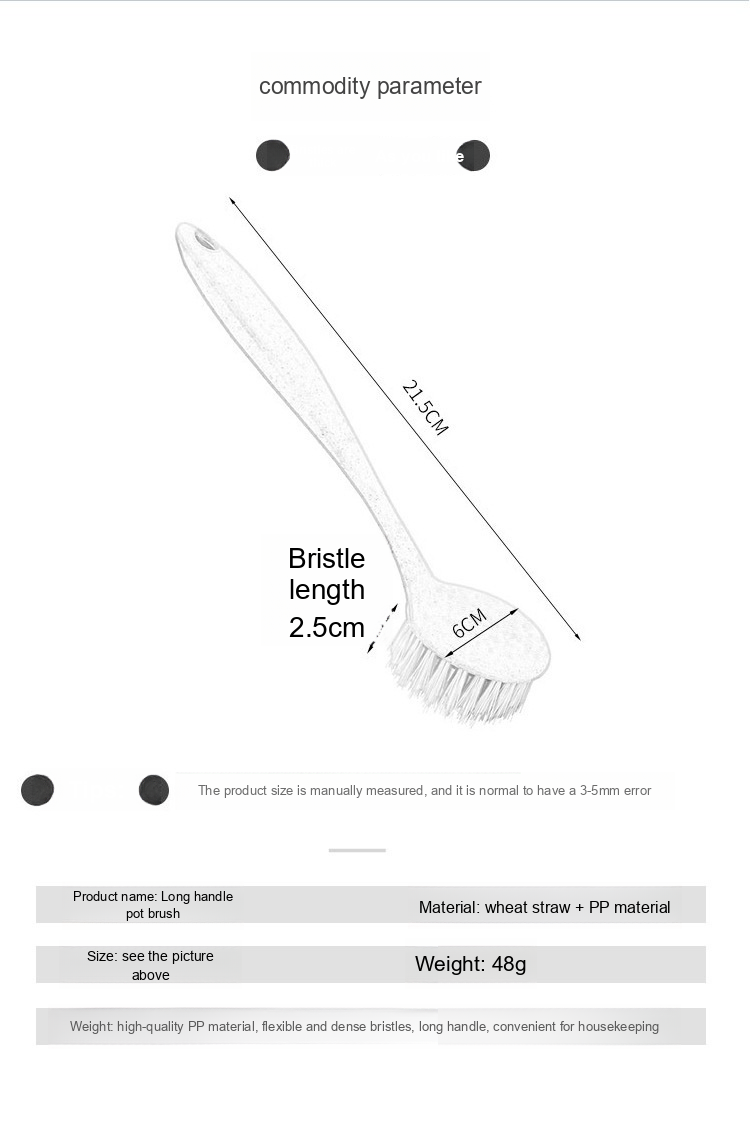 commodity parameter
21.5CM
Bristle
length
2.5cm
6CM
The product size is manually measured, and it is normal to have a 3-5mm error
Product name: Long handle
pot brush
Material: wheat straw + PP material
Size: see the picture
above
Weight: 48g
Weight: high-quality PP material, flexible and dense bristles, long handle, convenient for housekeeping